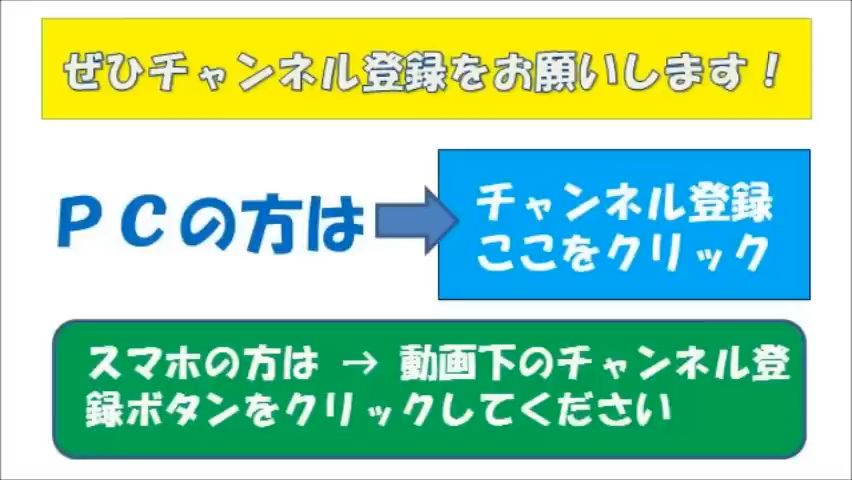 ぜひチャンネル登録をお願いします！
ＰＣの方は
チャンネル登録
ここをクリック
スマホの方は → 動画下のチャンネル登
録ボタンをクリックしてください